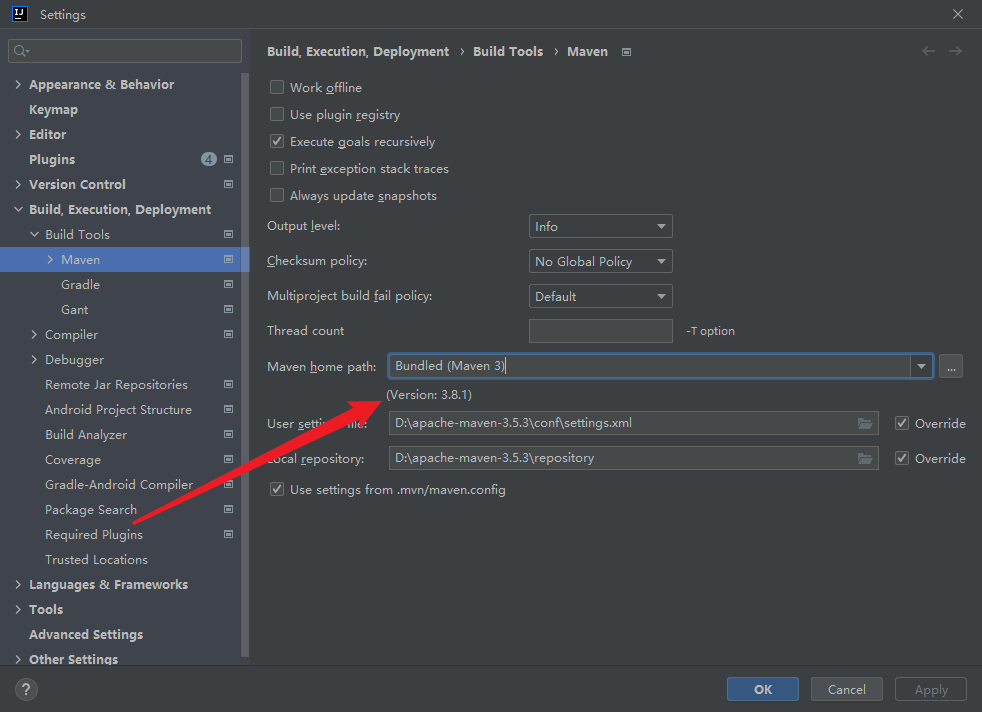 Settings
Build, Execution, Deployment › Build Tools › Maven
Appearance & Behavior
Keymap
Editor
Plugins 4
Version Control
Build, Execution, Deployment
Build Tools
Maven
Gradle
Gant
Compiler
Debugger
Remote Jar Repositories
Android Project Structure
Build Analyzer
Coverage
Gradle-Android Compiler
Package Search
Required Plugins
Trusted Locations
Languages & Frameworks
Tools
Advanced Settings
Other Settings
Work offline
Use plugin registry
Execute goals recursively
Print exception stack traces
Always update snapshots
Output level: Info
Checksum policy: No Global Policy
Multiproject build fail policy: Default
Thread count -T option
Maven home path: Bundled (Maven 3) ...
(Version: 3.8.1)
User settings file: D:\apache-maven-3.5.3\conf\settings.xml Override
Local repository: D:\apache-maven-3.5.3\repository Override
Use settings from .mvn/maven.config
? OK Cancel Apply